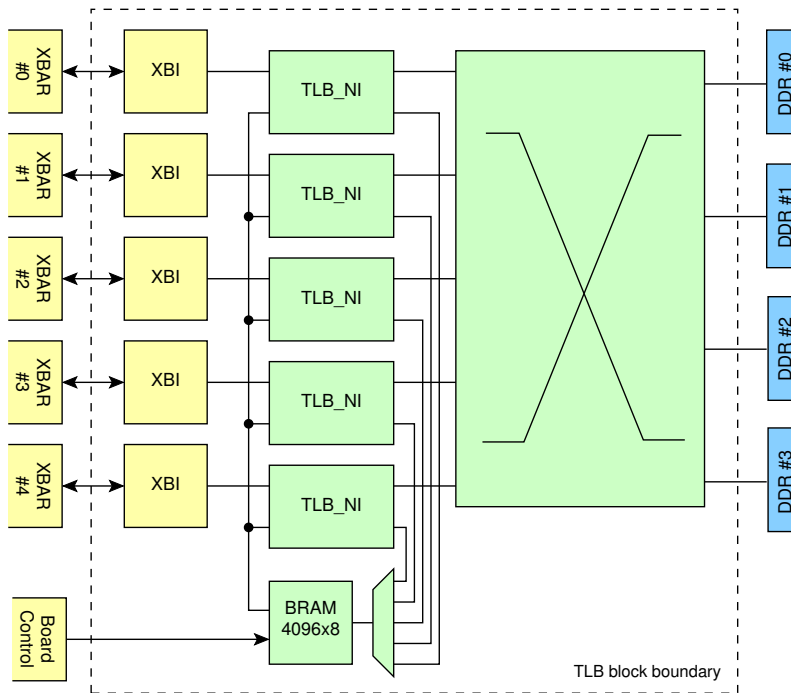 XBAR
#0
XBI
TLB_NI
DDR #0
XBAR
#1
XBI
TLB_NI
DDR #1
XBAR
#2
XBI
TLB_NI
DDR #2
XBAR
#3
XBI
TLB_NI
DDR #3
XBAR
#4
XBI
TLB_NI
Board
Control
BRAM
4096x8
TLB block boundary